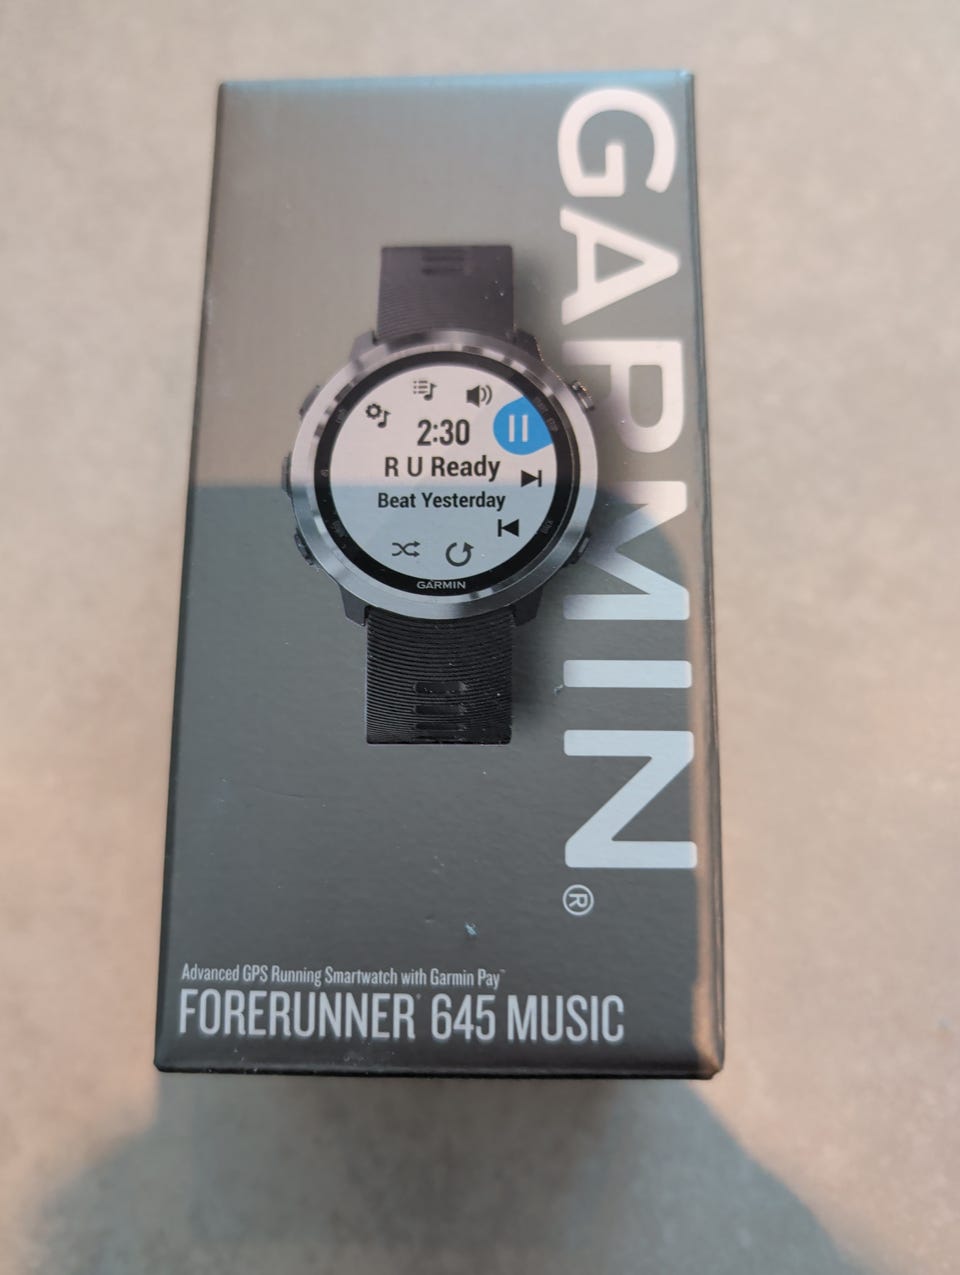 GARMIN®
2:30
R U Ready
Beat Yesterday
GARMIN
Advanced GPS Running Smartwatch with Garmin Pay™
FORERUNNER® 645 MUSIC